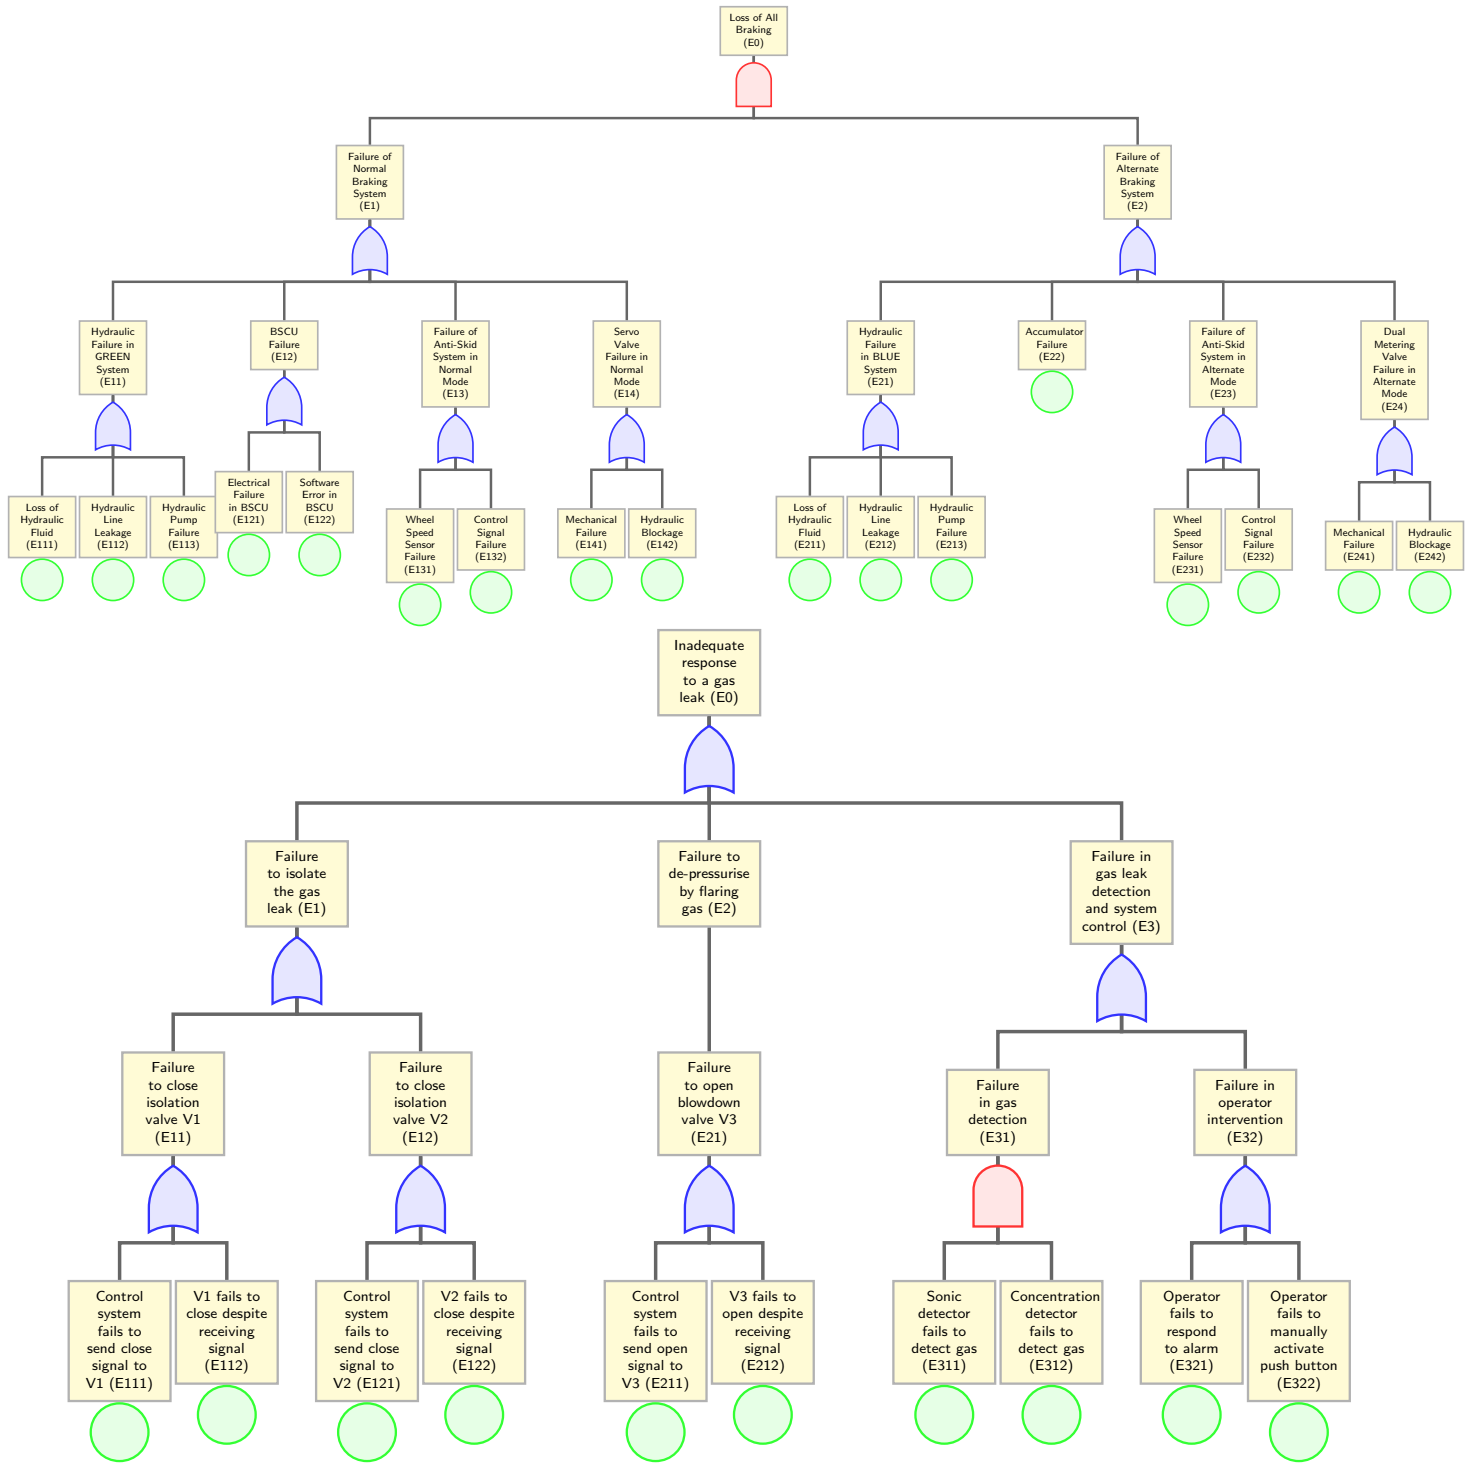 Loss of All
Braking
(E0)
Failure of
Normal
Braking
System
(E1)
Failure of
Alternate
Braking
System
(E2)
Hydraulic
Failure in
GREEN
System
(E11)
BSCU
Failure
(E12)
Failure of
Anti-Skid
System in
Normal
Mode
(E13)
Servo
Valve
Failure in
Normal
Mode
(E14)
Hydraulic
Failure
in BLUE
System
(E21)
Accumulator
Failure
(E22)
Failure of
Anti-Skid
System in
Alternate
Mode
(E23)
Dual
Metering
Valve
Failure in
Alternate
Mode
(E24)
Loss of
Hydraulic
Fluid
(E111)
Hydraulic
Line
Leakage
(E112)
Hydraulic
Pump
Failure
(E113)
Electrical
Failure
in BSCU
(E121)
Software
Error in
BSCU
(E122)
Wheel
Speed
Sensor
Failure
(E131)
Control
Signal
Failure
(E132)
Mechanical
Failure
(E141)
Hydraulic
Blockage
(E142)
Loss of
Hydraulic
Fluid
(E211)
Hydraulic
Line
Leakage
(E212)
Hydraulic
Pump
Failure
(E213)
Wheel
Speed
Sensor
Failure
(E231)
Control
Signal
Failure
(E232)
Mechanical
Failure
(E241)
Hydraulic
Blockage
(E242)
Inadequate
response
to a gas
leak (E0)
Failure
to isolate
the gas
leak (E1)
Failure to
de-pressurise
by flaring
gas (E2)
Failure in
gas leak
detection
and system
control (E3)
Failure
to close
isolation
valve V1
(E11)
Failure
to close
isolation
valve V2
(E12)
Failure
to open
blowdown
valve V3
(E21)
Failure
in gas
detection
(E31)
Failure in
operator
intervention
(E32)
Control
system
fails to
send close
signal to
V1 (E111)
V1 fails to
close despite
receiving
signal
(E112)
Control
system
fails to
send close
signal to
V2 (E121)
V2 fails to
close despite
receiving
signal
(E122)
Control
system
fails to
send open
signal to
V3 (E211)
V3 fails to
open despite
receiving
signal
(E212)
Sonic
detector
fails to
detect gas
(E311)
Concentration
detector
fails to
detect gas
(E312)
Operator
fails to
respond
to alarm
(E321)
Operator
fails to
manually
activate
push button
(E322)